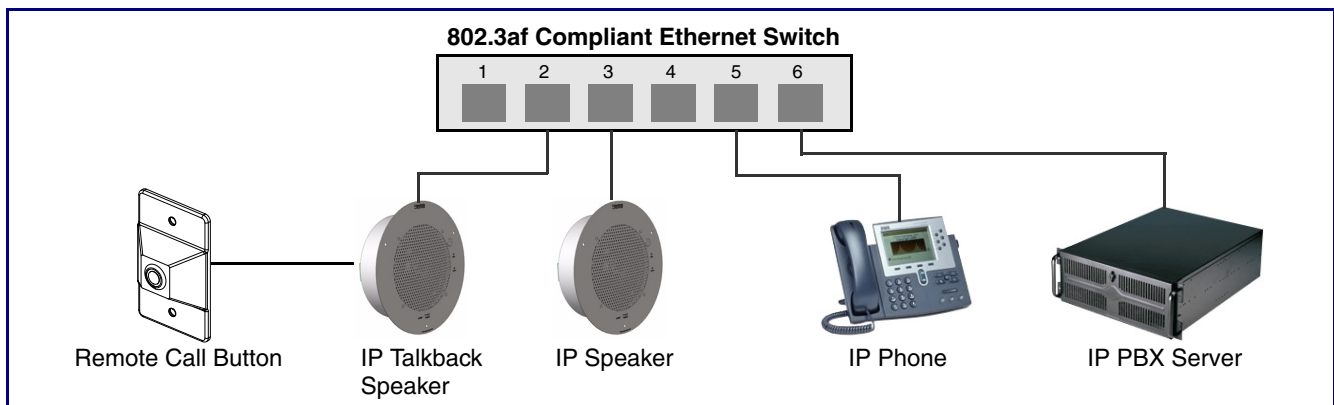 802.3af Compliant Ethernet Switch
1 2 3 4 5 6
Remote Call Button
IP Talkback
Speaker
IP Speaker
IP Phone
IP PBX Server